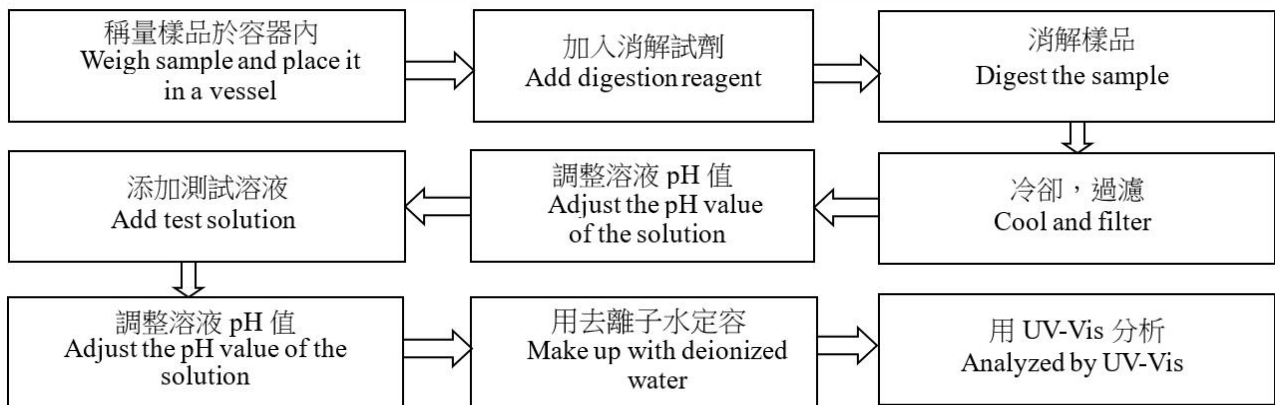 稱量樣品於容器內
Weigh sample and place it
in a vessel
加入消解試劑
Add digestion reagent
消解樣品
Digest the sample
冷卻，過濾
Cool and filter
調整溶液 pH 值
Adjust the pH value
of the solution
添加測試溶液
Add test solution
調整溶液 pH 值
Adjust the pH value of the
solution
用去離子水定容
Make up with deionized
water
用 UV-Vis 分析
Analyzed by UV-Vis